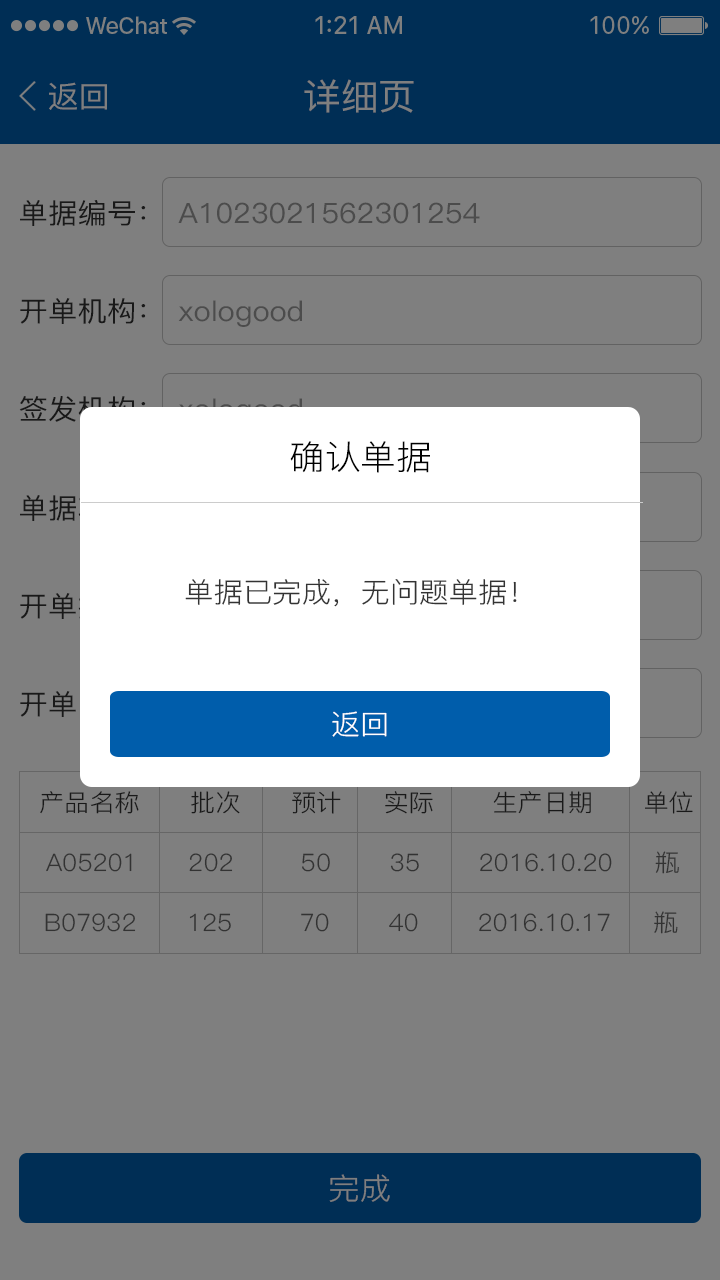 WeChat 1:21 AM 100%
返回 详细页
单据编号： A1023021562301254
开单机构： xologood
签发机构： xologood
单据
开单
开单
确认单据
单据已完成，无问题单据！
返回
产品名称 批次 预计 实际 生产日期 单位
A05201 202 50 35 2016.10.20 瓶
B07932 125 70 40 2016.10.17 瓶
完成